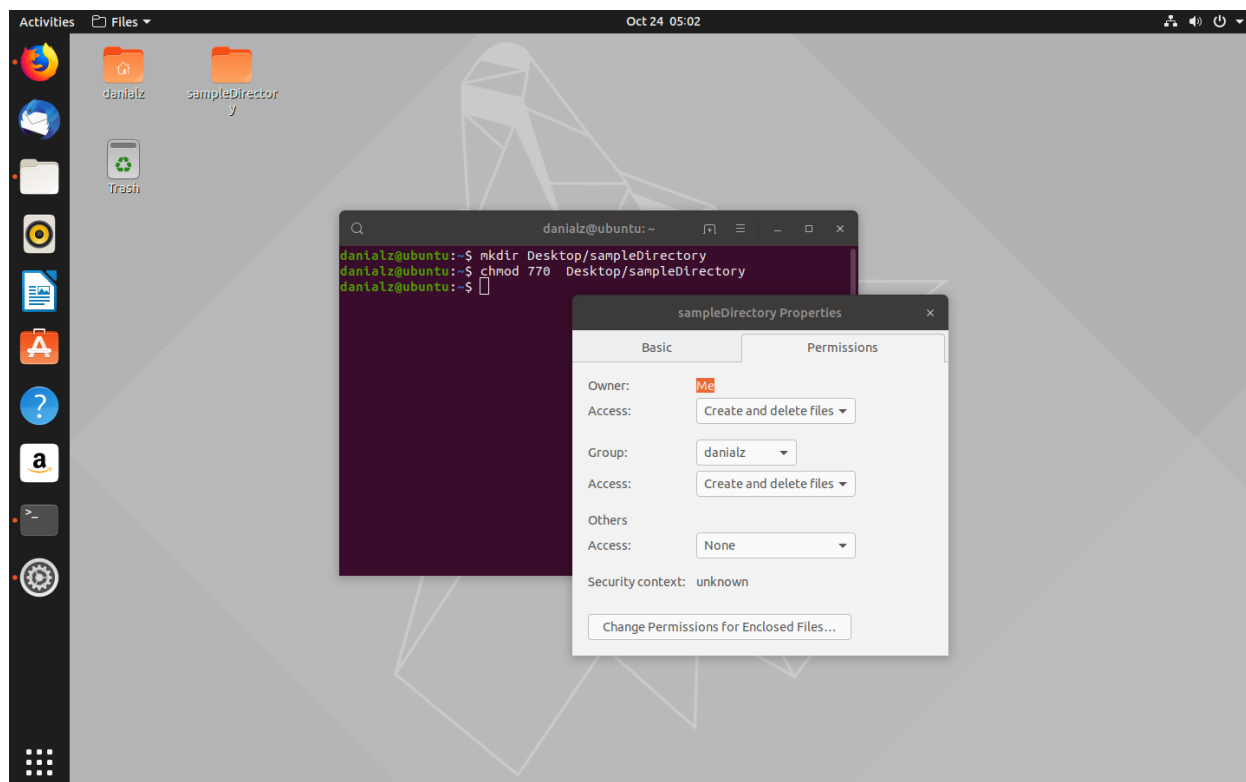 Activities Files Oct 24 05:02
danialz sampleDirector
y
Trash
danialz@ubuntu: ~
danialz@ubuntu:~$ mkdir Desktop/sampleDirectory
danialz@ubuntu:~$ chmod 770  Desktop/sampleDirectory
danialz@ubuntu:~$
sampleDirectory Properties
Basic Permissions
Owner: Me
Access: Create and delete files
Group: danialz
Access: Create and delete files
Others
Access: None
Security context: unknown
Change Permissions for Enclosed Files…
a
>_